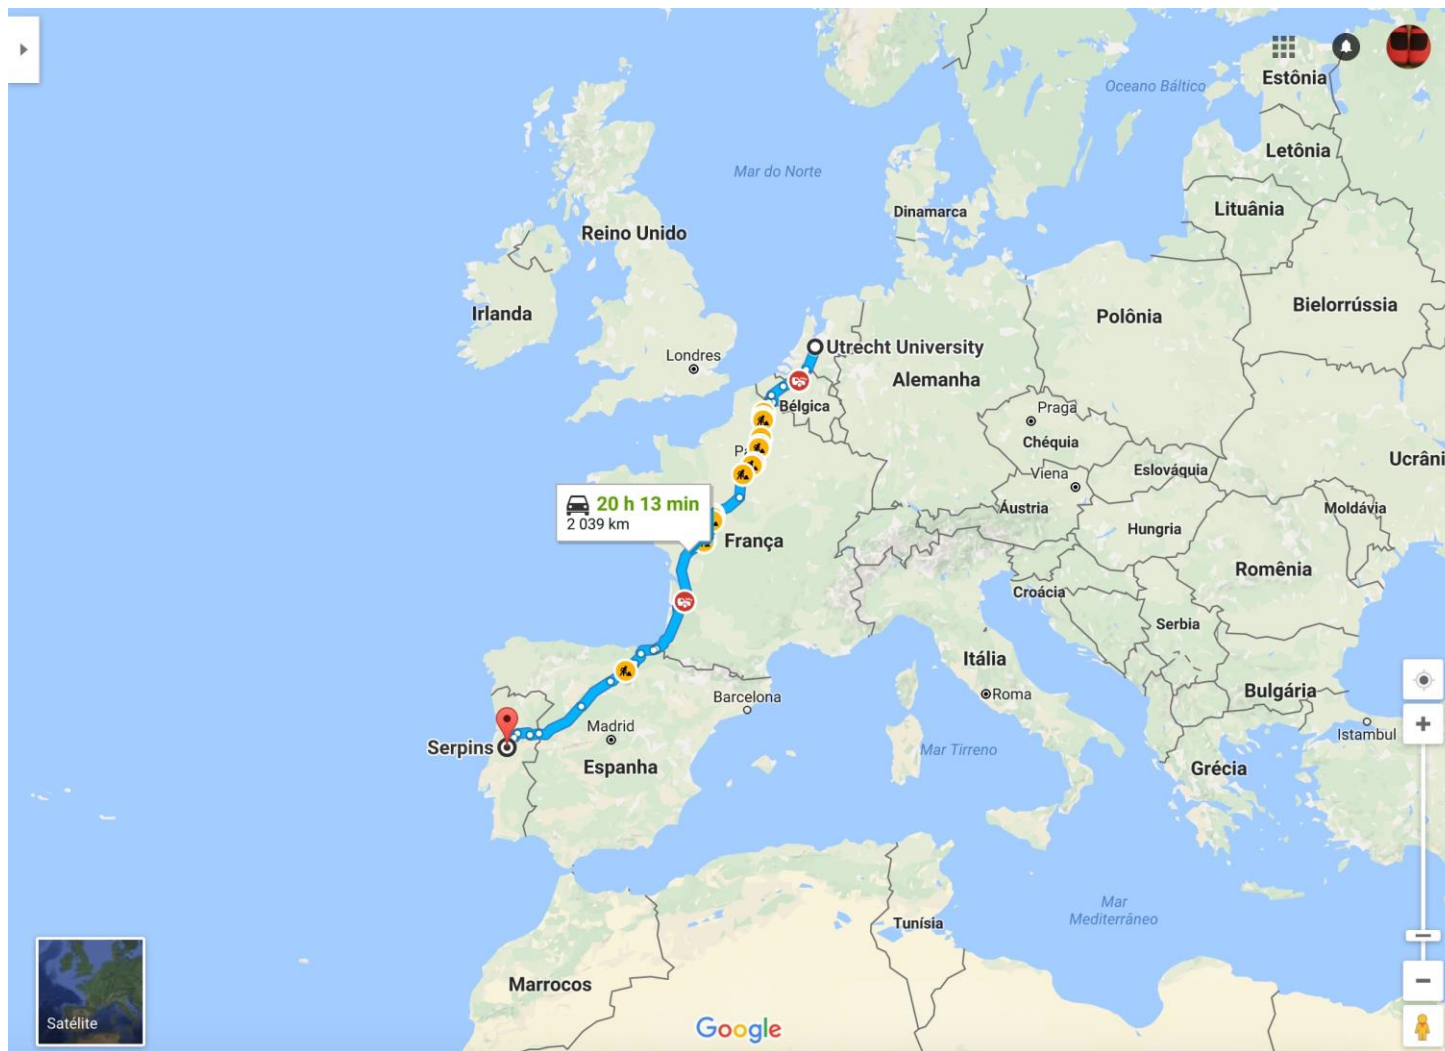 Estônia
Oceano Báltico
Letônia
Mar do Norte
Lituânia
Dinamarca
Reino Unido
Bielorrússia
Irlanda
Polônia
Utrecht University
Londres
Alemanha
Bélgica
Praga
Chéquia
Ucrâni
Viena
Eslováquia
20 h 13 min
2 039 km
Áustria
Moldávia
Hungria
França
Romênia
Croácia
Serbia
Itália
Bulgária
Roma
Barcelona
Madrid
Istambul
Serpins
Mar Tirreno
Espanha
Grécia
Mar
Mediterrâneo
Tunísia
Marrocos
Satélite
Google